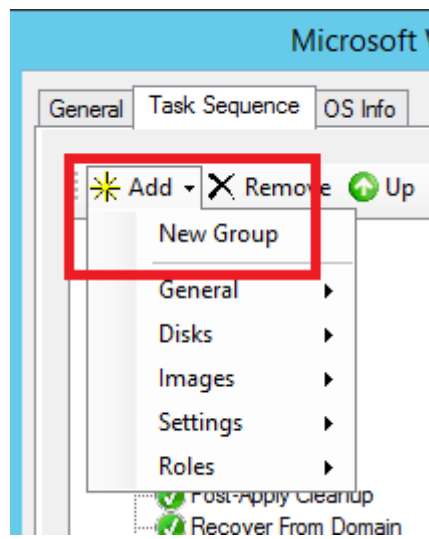 Microsoft
General Task Sequence OS Info
Add Remove Up
New Group
General
Disks
Images
Settings
Roles
Post-Apply Cleanup
Recover From Domain